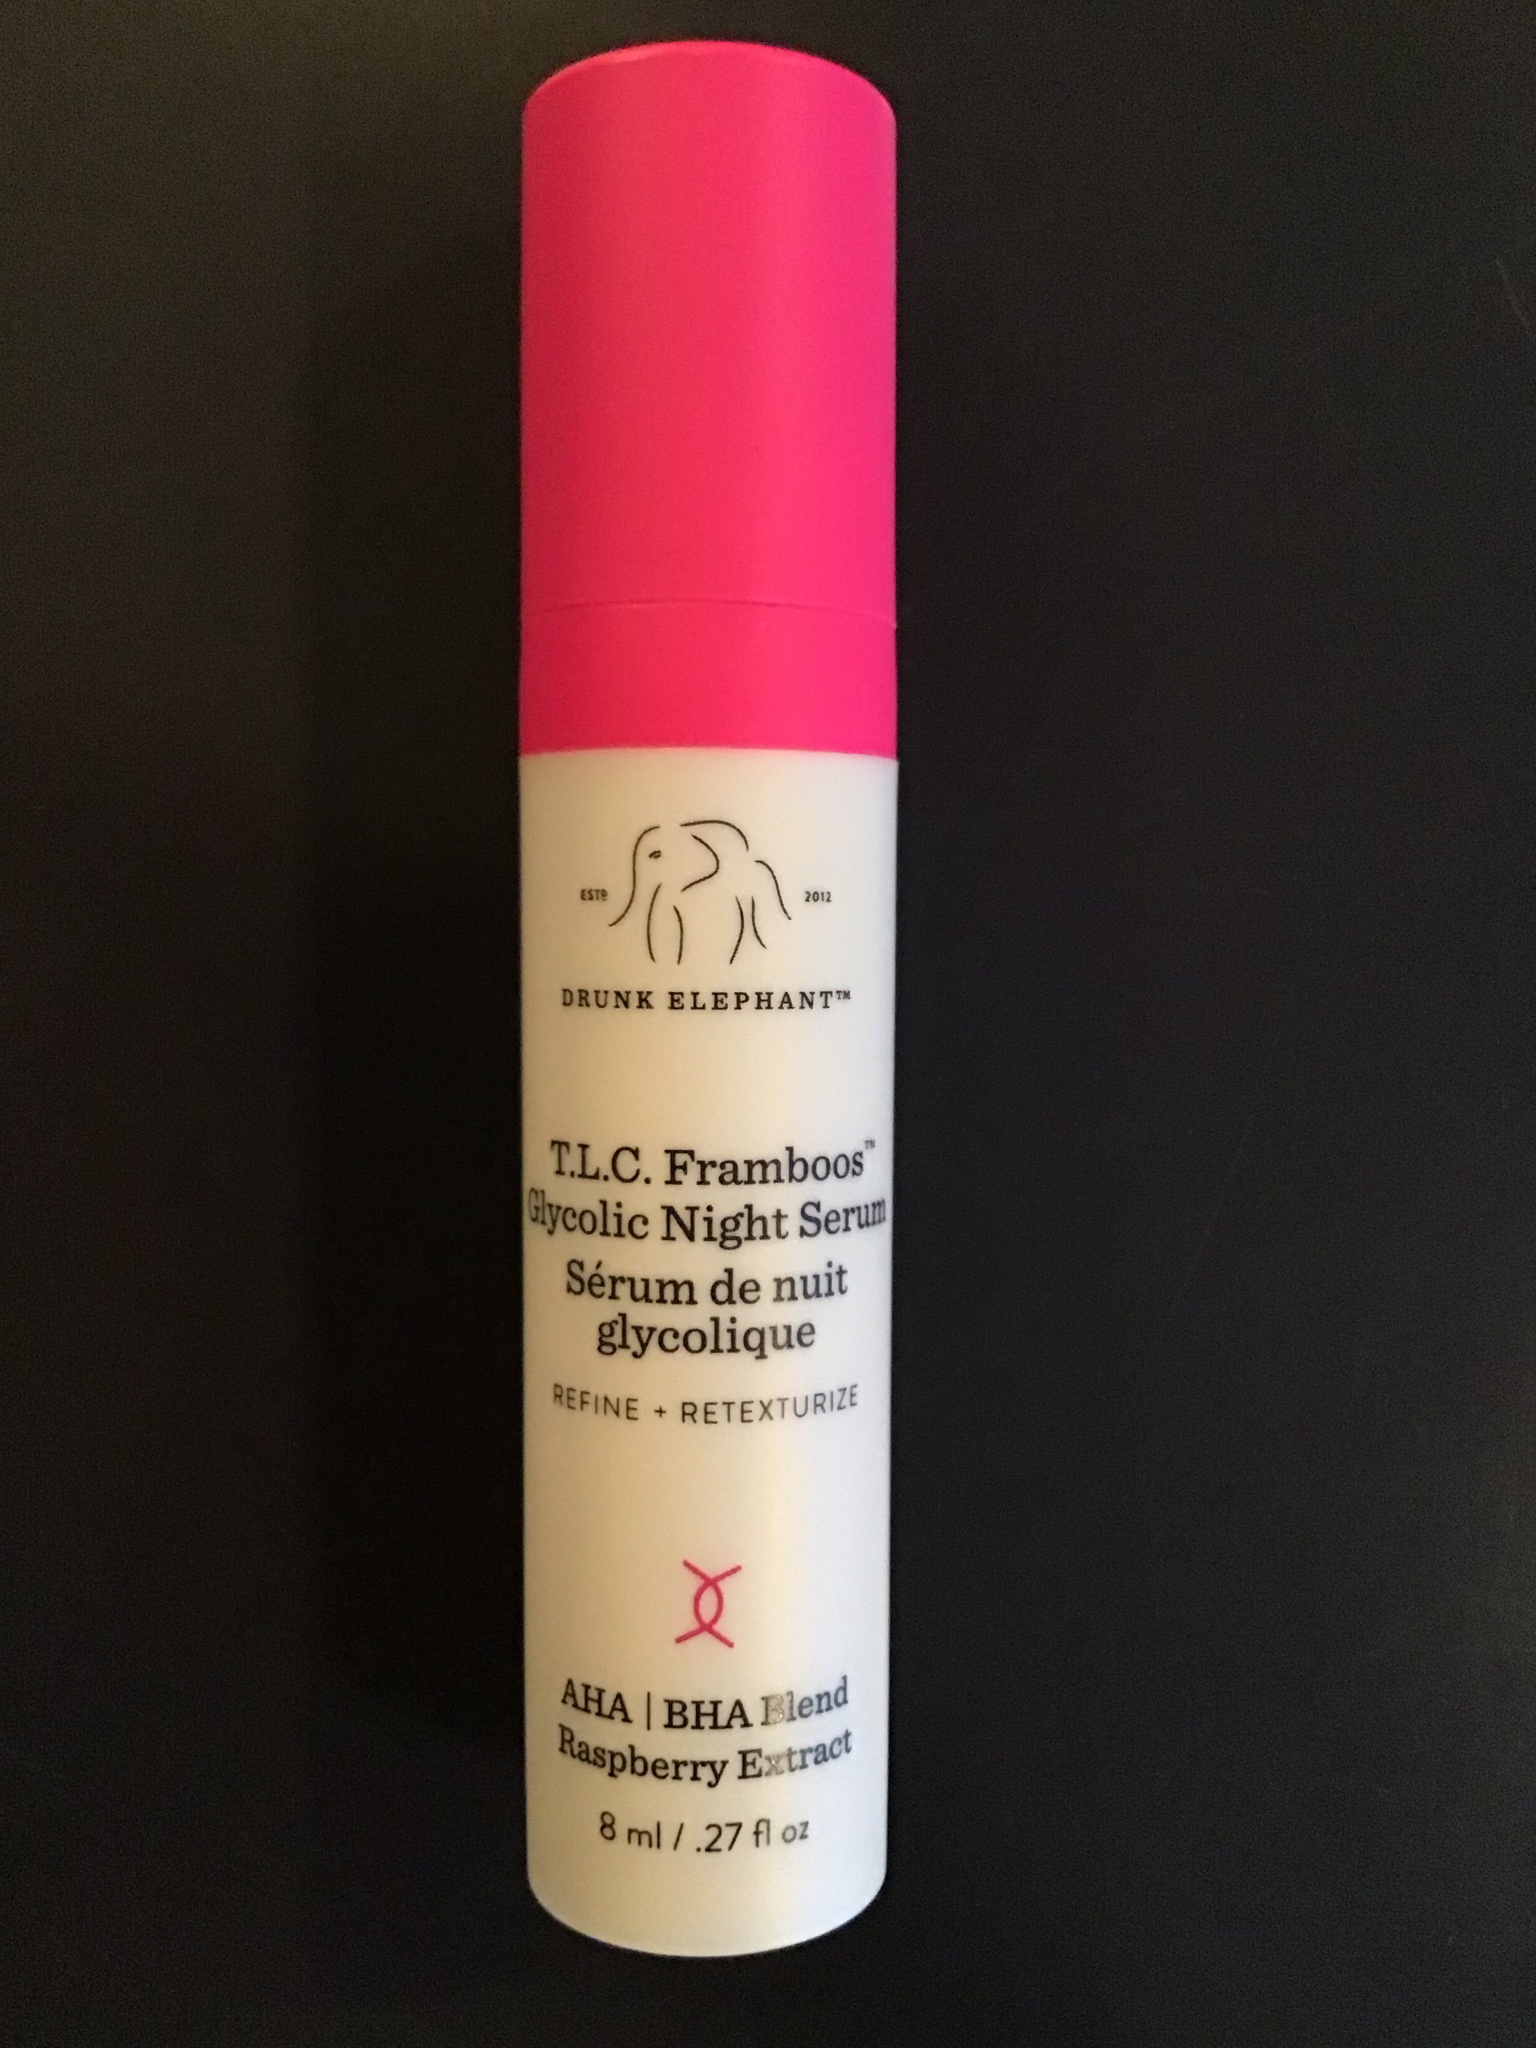 ESTD 2012
DRUNK ELEPHANT™
T.L.C. Framboos™
Glycolic Night Serum
Sérum de nuit
glycolique
REFINE + RETEXTURIZE
AHA | BHA Blend
Raspberry Extract
8 ml / .27 fl oz